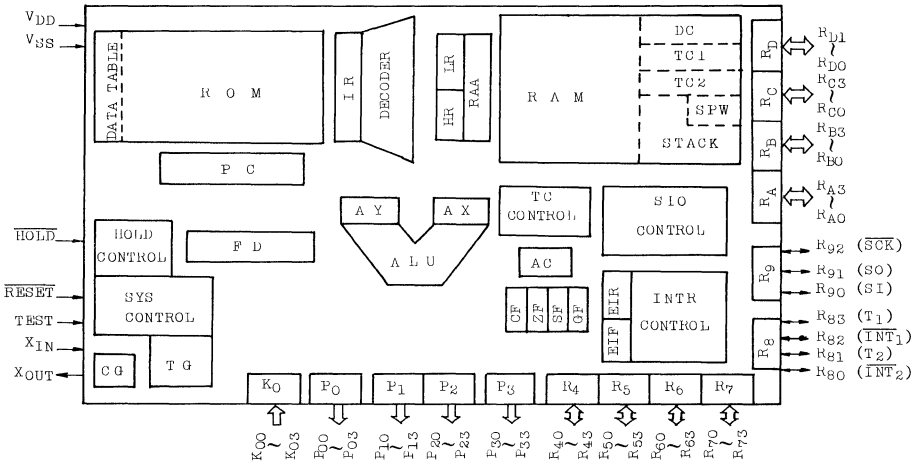 VDD
VSS
HOLD
RESET
TEST
XIN
XOUT
DATA TABLE
ROM
IR
DECODER
LR
HR
RAA
RAM
DC
TC1
TC2
SPW
STACK
PC
AY
AX
ALU
TC
CONTROL
SIO
CONTROL
HOLD
CONTROL
FD
AC
SYS
CONTROL
CF
ZF
SF
GF
EIR
EIF
INTR
CONTROL
CG
TG
RD
RC
RB
RA
R9
R8
RD1
~
RD0
RC3
~
RC0
RB3
~
RB0
RA3
~
RA0
R92 (SCK)
R91 (SO)
R90 (SI)
R83 (T1)
R82 (INT1)
R81 (T2)
R80 (INT2)
K0
P0
P1
P2
P3
R4
R5
R6
R7
K00~K03
P00~P03
P10~P13
P20~P23
P30~P33
R40~R43
R50~R53
R60~R63
R70~R73